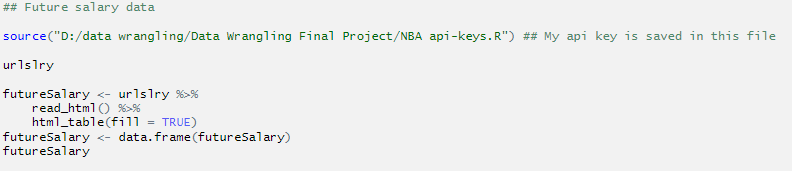 ## Future salary data
source("D:/data wrangling/Data Wrangling Final Project/NBA api-keys.R") ## My api key is saved in this file
urlslry
futureSalary <- urlslry %>%
    read_html() %>%
    html_table(fill = TRUE)
futureSalary <- data.frame(futureSalary)
futureSalary